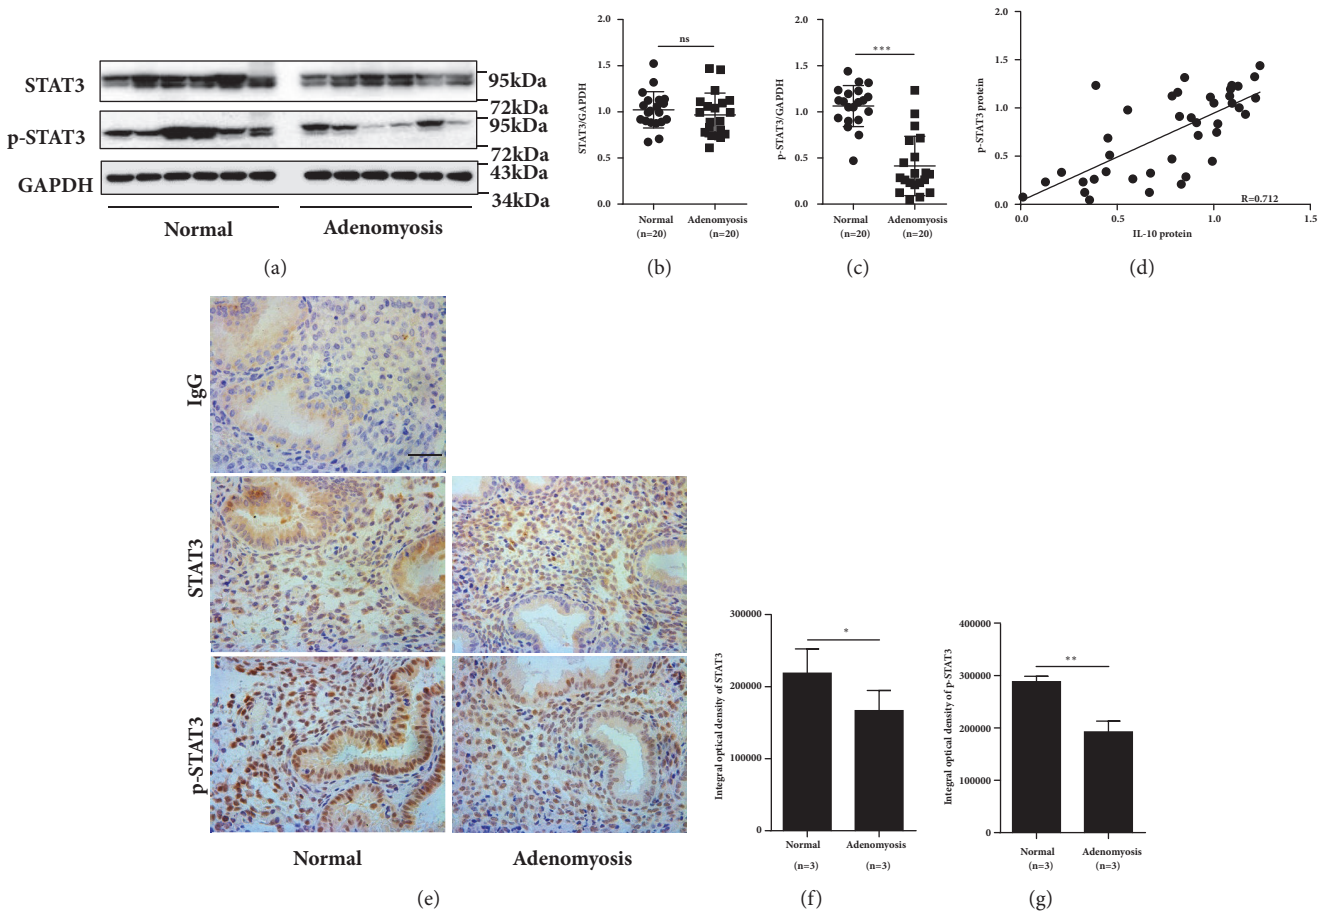 STAT3
p-STAT3
GAPDH
95kDa
72kDa
95kDa
72kDa
43kDa
34kDa
Normal
Adenomyosis
(a)
STAT3/GAPDH
2.0
1.5
1.0
0.5
0.0
ns
Normal
(n=20)
Adenomyosis
(n=20)
(b)
p-STAT3/GAPDH
2.0
1.5
1.0
0.5
0.0
***
Normal
(n=20)
Adenomyosis
(n=20)
(c)
p-STAT3 protein
2.0
1.5
1.0
0.5
0.0
0.0
0.5
1.0
1.5
R=0.712
IL-10 protein
(d)
IgG
STAT3
p-STAT3
Normal
Adenomyosis
(e)
Integral optical density of STAT3
300000
200000
100000
0
*
Normal
(n=3)
Adenomyosis
(n=3)
(f)
Integral optical density of p-STAT3
400000
300000
200000
100000
0
**
Normal
(n=3)
Adenomyosis
(n=3)
(g)